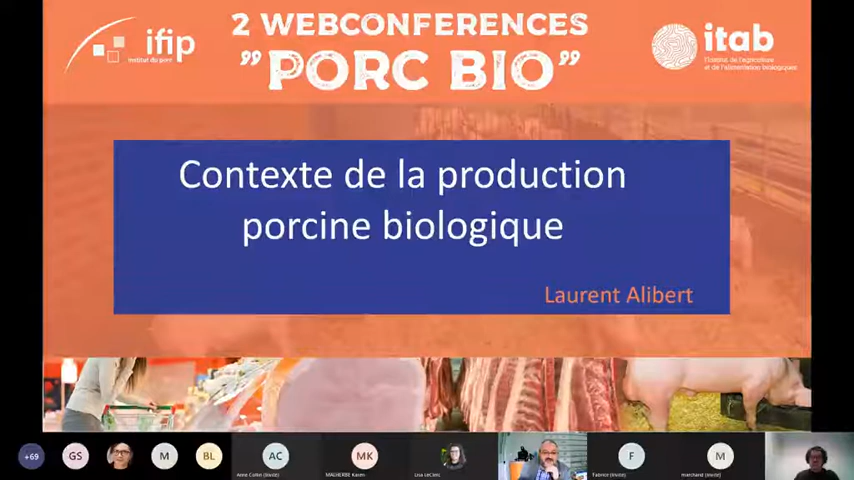 ifip
institut du porc
2 WEBCONFERENCES
"PORC BIO"
itab
l'institut de l'agriculture
et de l'alimentation biologiques
Contexte de la production
porcine biologique
Laurent Alibert
+69
GS
M
BL
AC
Anne Collin (Invité)
MK
MALHERBE Karen
Lisa LeClerc
F
Fabrice (Invité)
M
marchand (Invité)